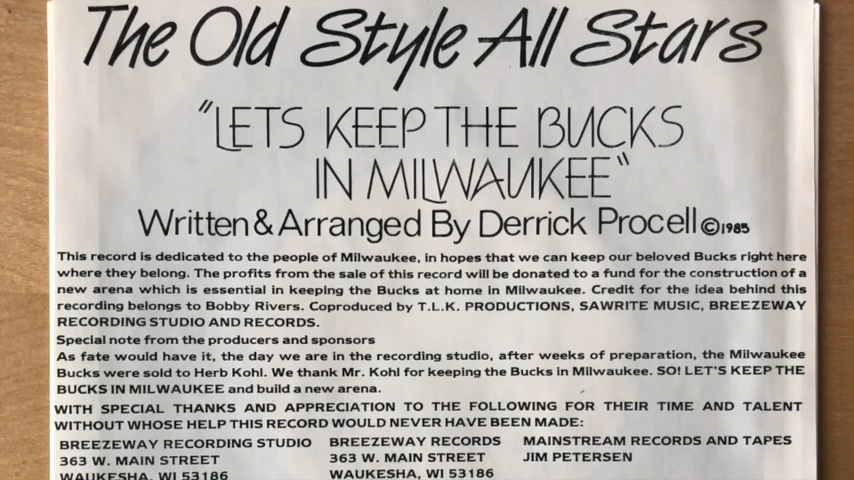 The Old Style All Stars
"LETS KEEP THE BUCKS
IN MILWAUKEE"
Written & Arranged By Derrick Procell ©1985
This record is dedicated to the people of Milwaukee, in hopes that we can keep our beloved Bucks right here
where they belong. The profits from the sale of this record will be donated to a fund for the construction of a
new arena which is essential in keeping the Bucks at home in Milwaukee. Credit for the idea behind this
recording belongs to Bobby Rivers. Coproduced by T.L.K. PRODUCTIONS, SAWRITE MUSIC, BREEZEWAY
RECORDING STUDIO AND RECORDS.
Special note from the producers and sponsors
As fate would have it, the day we are in the recording studio, after weeks of preparation, the Milwaukee
Bucks were sold to Herb Kohl. We thank Mr. Kohl for keeping the Bucks in Milwaukee. SO! LET'S KEEP THE
BUCKS IN MILWAUKEE and build a new arena.
WITH SPECIAL THANKS AND APPRECIATION TO THE FOLLOWING FOR THEIR TIME AND TALENT
WITHOUT WHOSE HELP THIS RECORD WOULD NEVER HAVE BEEN MADE:
BREEZEWAY RECORDING STUDIO
363 W. MAIN STREET
WAUKESHA, WI 53186
BREEZEWAY RECORDS
363 W. MAIN STREET
WAUKESHA, WI 53186
MAINSTREAM RECORDS AND TAPES
JIM PETERSEN